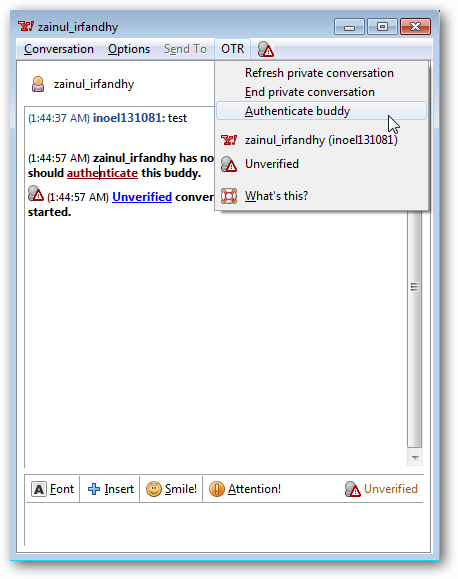 zainul_irfandhy
Conversation Options Send To OTR
Refresh private conversation
End private conversation
Authenticate buddy
zainul_irfandhy (inoel131081)
Unverified
What's this?
zainul_irfandhy
(1:44:37 AM) inoel131081: test
(1:44:57 AM) zainul_irfandhy has no
should authenticate this buddy.
(1:44:57 AM) Unverified conver
started.
Font Insert Smile! Attention! Unverified